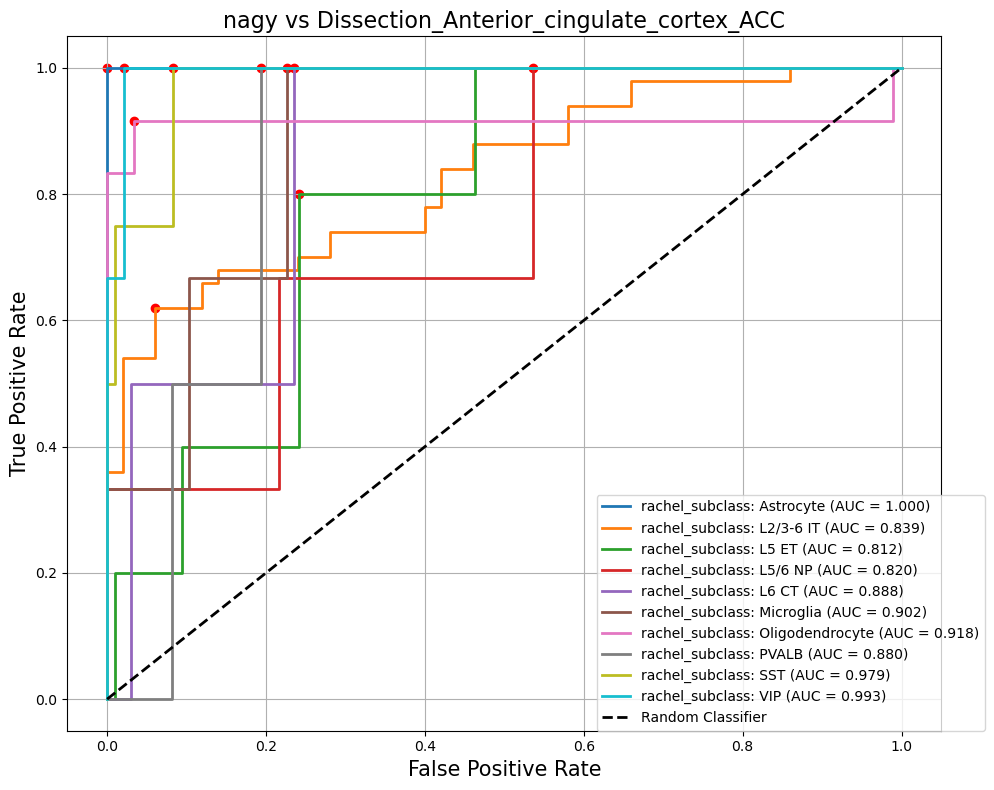 nagy vs Dissection_Anterior_cingulate_cortex_ACC
True Positive Rate
1.0
0.8
0.6
0.4
0.2
0.0
0.0 0.2 0.4 0.6 0.8 1.0
False Positive Rate
rachel_subclass: Astrocyte (AUC = 1.000)
rachel_subclass: L2/3-6 IT (AUC = 0.839)
rachel_subclass: L5 ET (AUC = 0.812)
rachel_subclass: L5/6 NP (AUC = 0.820)
rachel_subclass: L6 CT (AUC = 0.888)
rachel_subclass: Microglia (AUC = 0.902)
rachel_subclass: Oligodendrocyte (AUC = 0.918)
rachel_subclass: PVALB (AUC = 0.880)
rachel_subclass: SST (AUC = 0.979)
rachel_subclass: VIP (AUC = 0.993)
Random Classifier